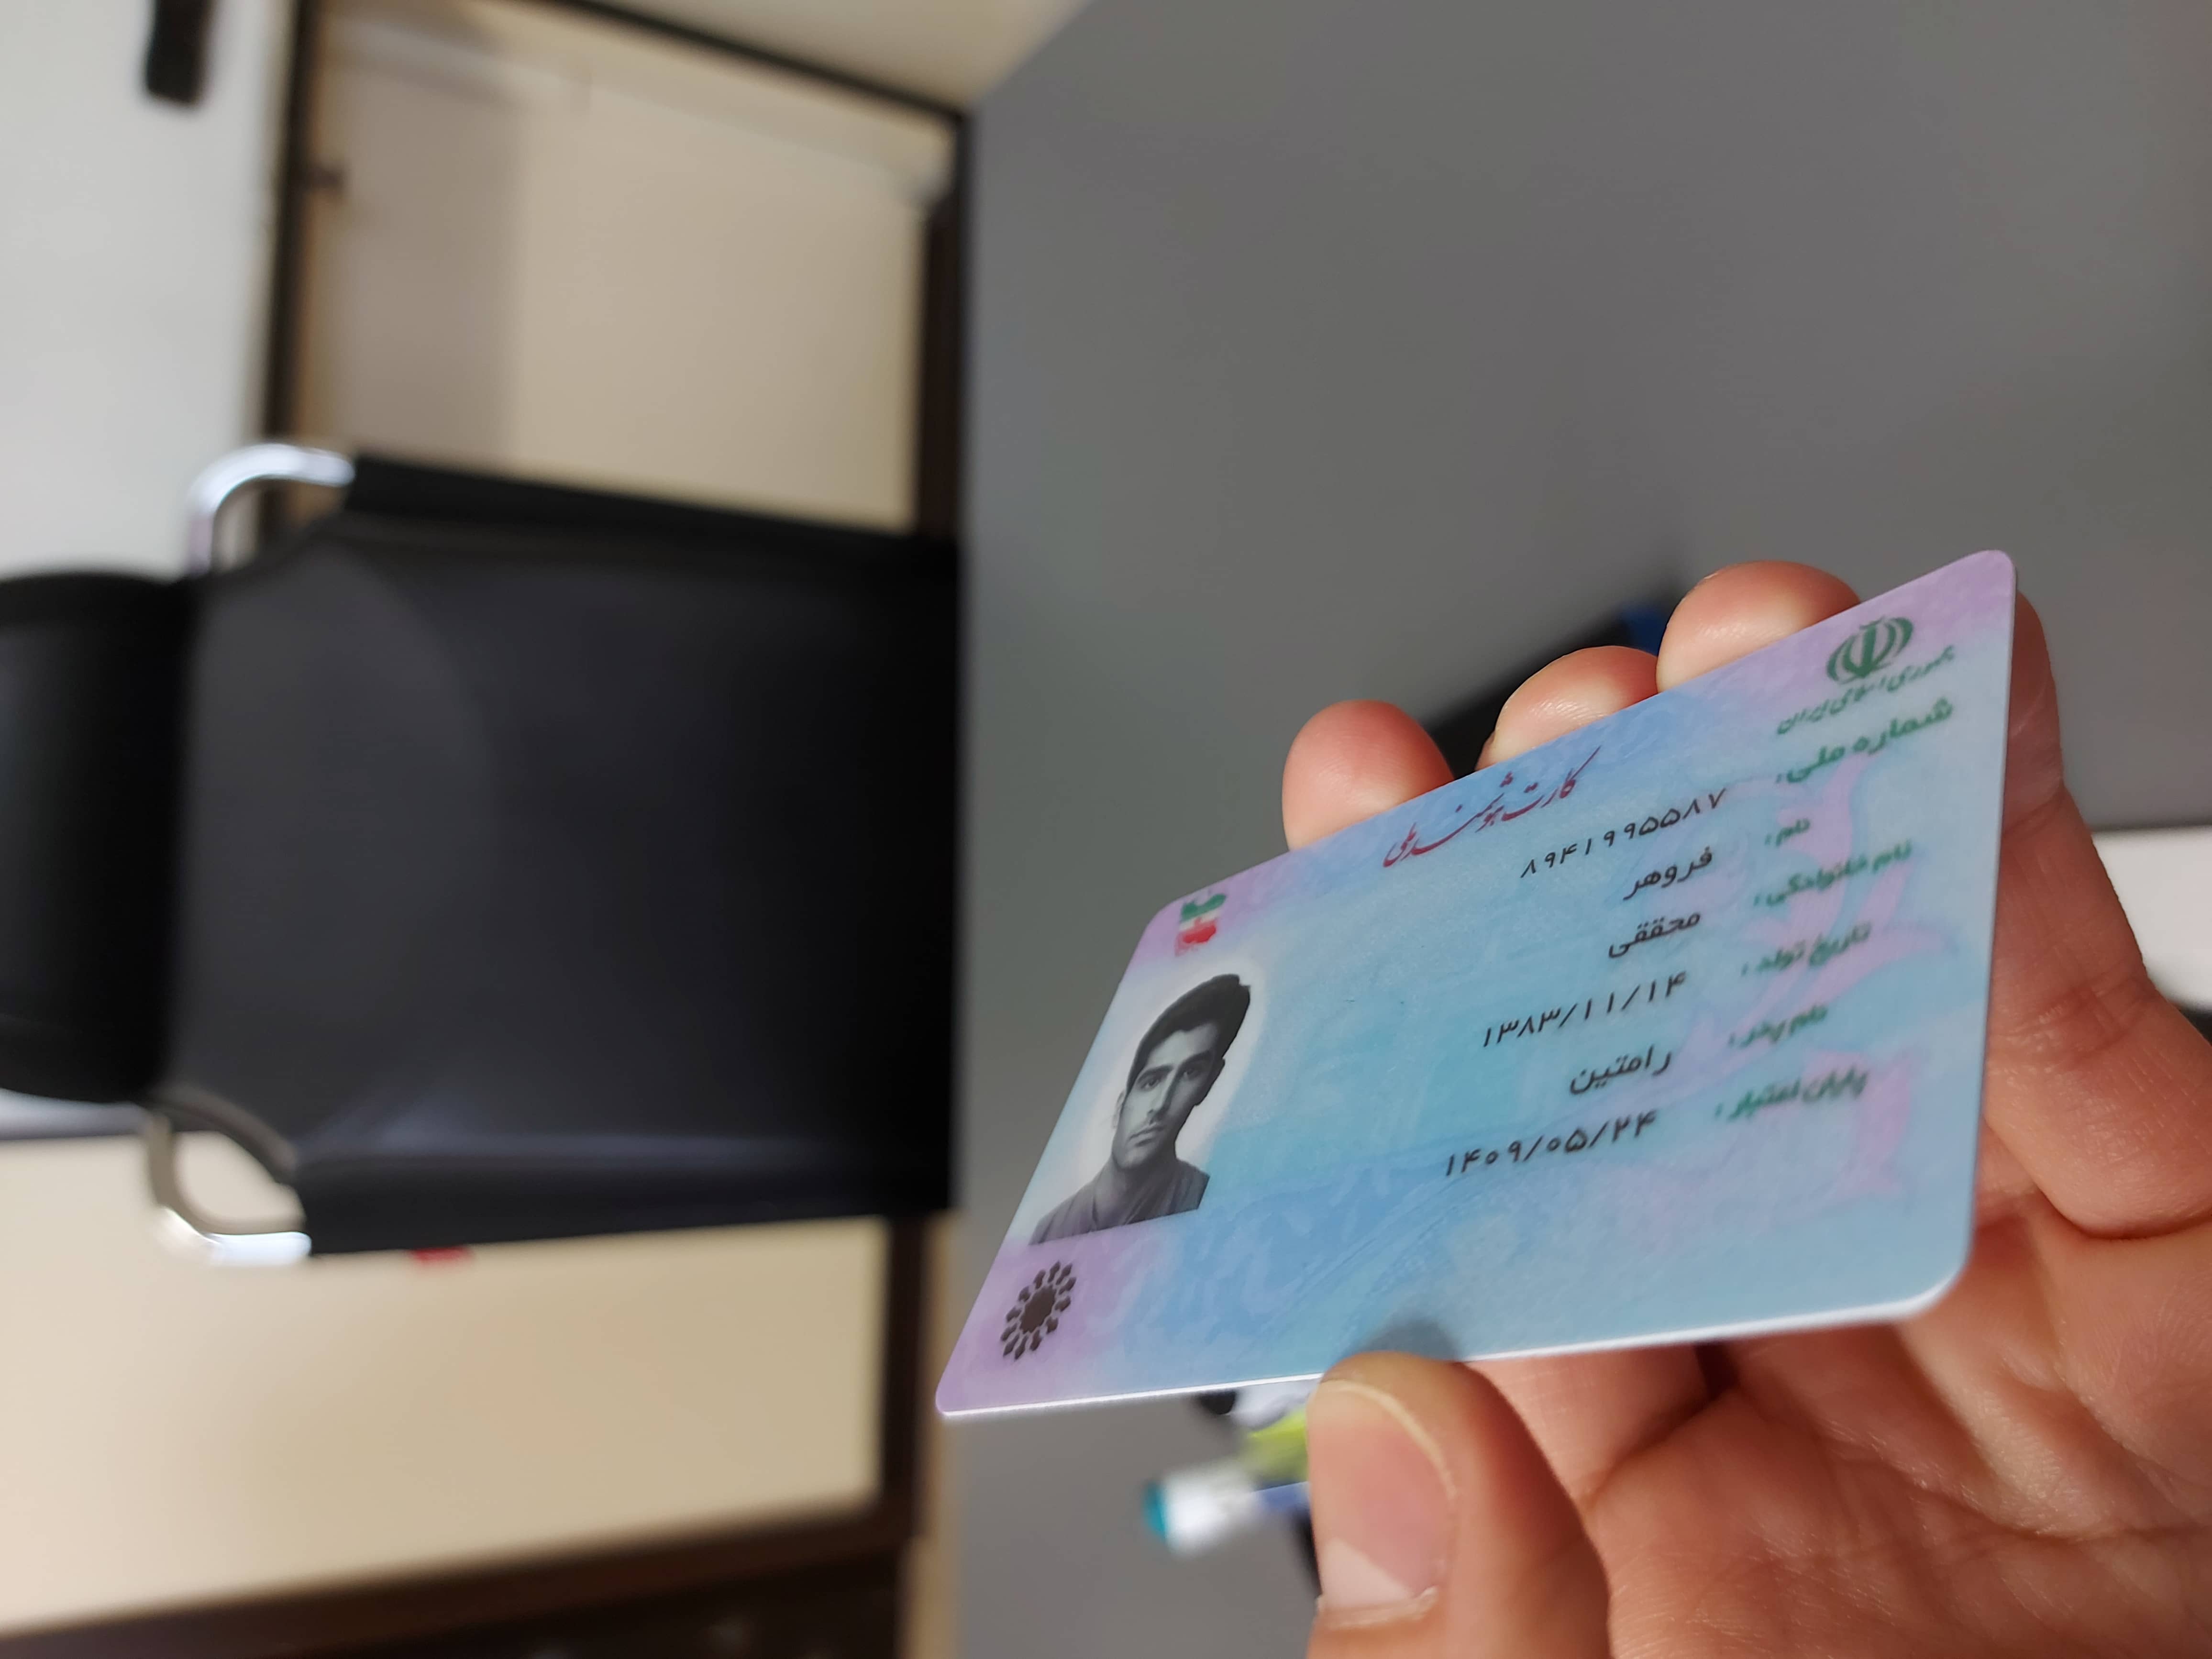 جمهوری اسلامی ایران
کارت هوشمند ملی
شماره ملی: ۸۹۴۱۹۹۵۵۸۷
نام: فروهر
نام خانوادگی: محققی
تاریخ تولد: ۱۳۸۳/۱۱/۱۴
نام پدر: رامتین
پایان اعتبار: ۱۴۰۹/۰۵/۲۴